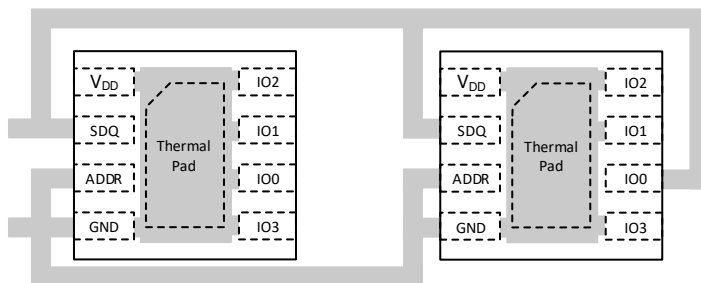 VDD
IO2
SDQ
IO1
Thermal
Pad
ADDR
IO0
GND
IO3
VDD
IO2
SDQ
IO1
Thermal
Pad
ADDR
IO0
GND
IO3